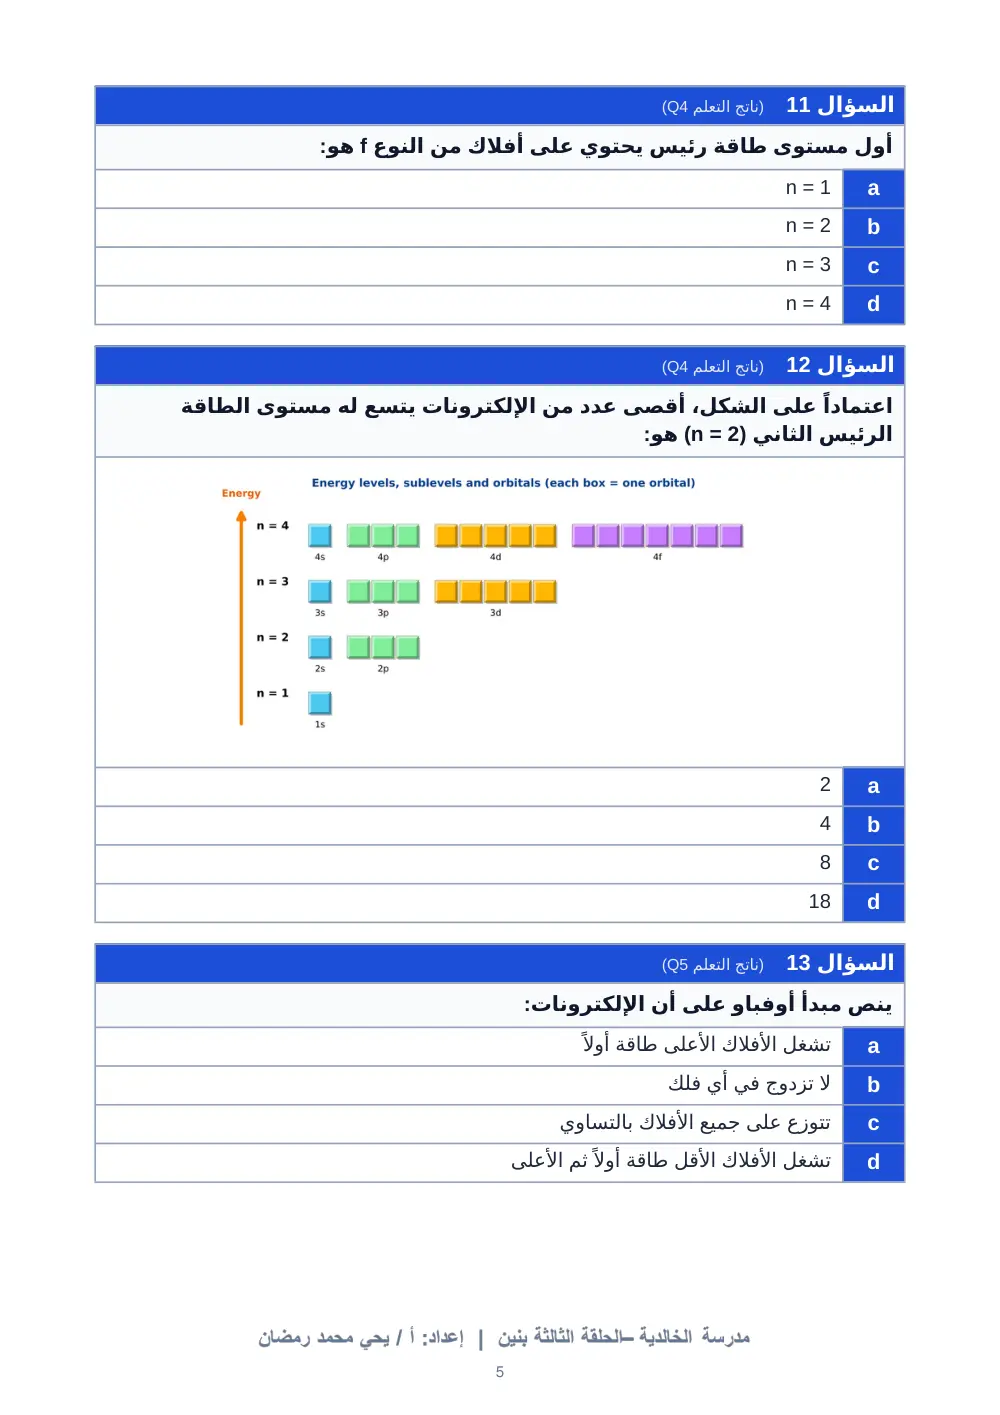 السؤال 11 (ناتج التعلم Q4)
أول مستوى طاقة رئيس يحتوي على أفلاك من النوع f هو:
a n = 1
b n = 2
c n = 3
d n = 4
السؤال 12 (ناتج التعلم Q4)
اعتماداً على الشكل، أقصى عدد من الإلكترونات يتسع له مستوى الطاقة
الرئيس الثاني (n = 2) هو:
Energy levels, sublevels and orbitals (each box = one orbital)
Energy
n = 4
4s 4p 4d 4f
n = 3
3s 3p 3d
n = 2
2s 2p
n = 1
1s
a 2
b 4
c 8
d 18
السؤال 13 (ناتج التعلم Q5)
ينص مبدأ أوفباو على أن الإلكترونات:
a تشغل الأفلاك الأعلى طاقة أولاً
b لا تزدوج في أي فلك
c تتوزع على جميع الأفلاك بالتساوي
d تشغل الأفلاك الأقل طاقة أولاً ثم الأعلى
مدرسة الخالدية –الحلقة الثالثة بنين | إعداد: أ / يحي محمد رمضان
5